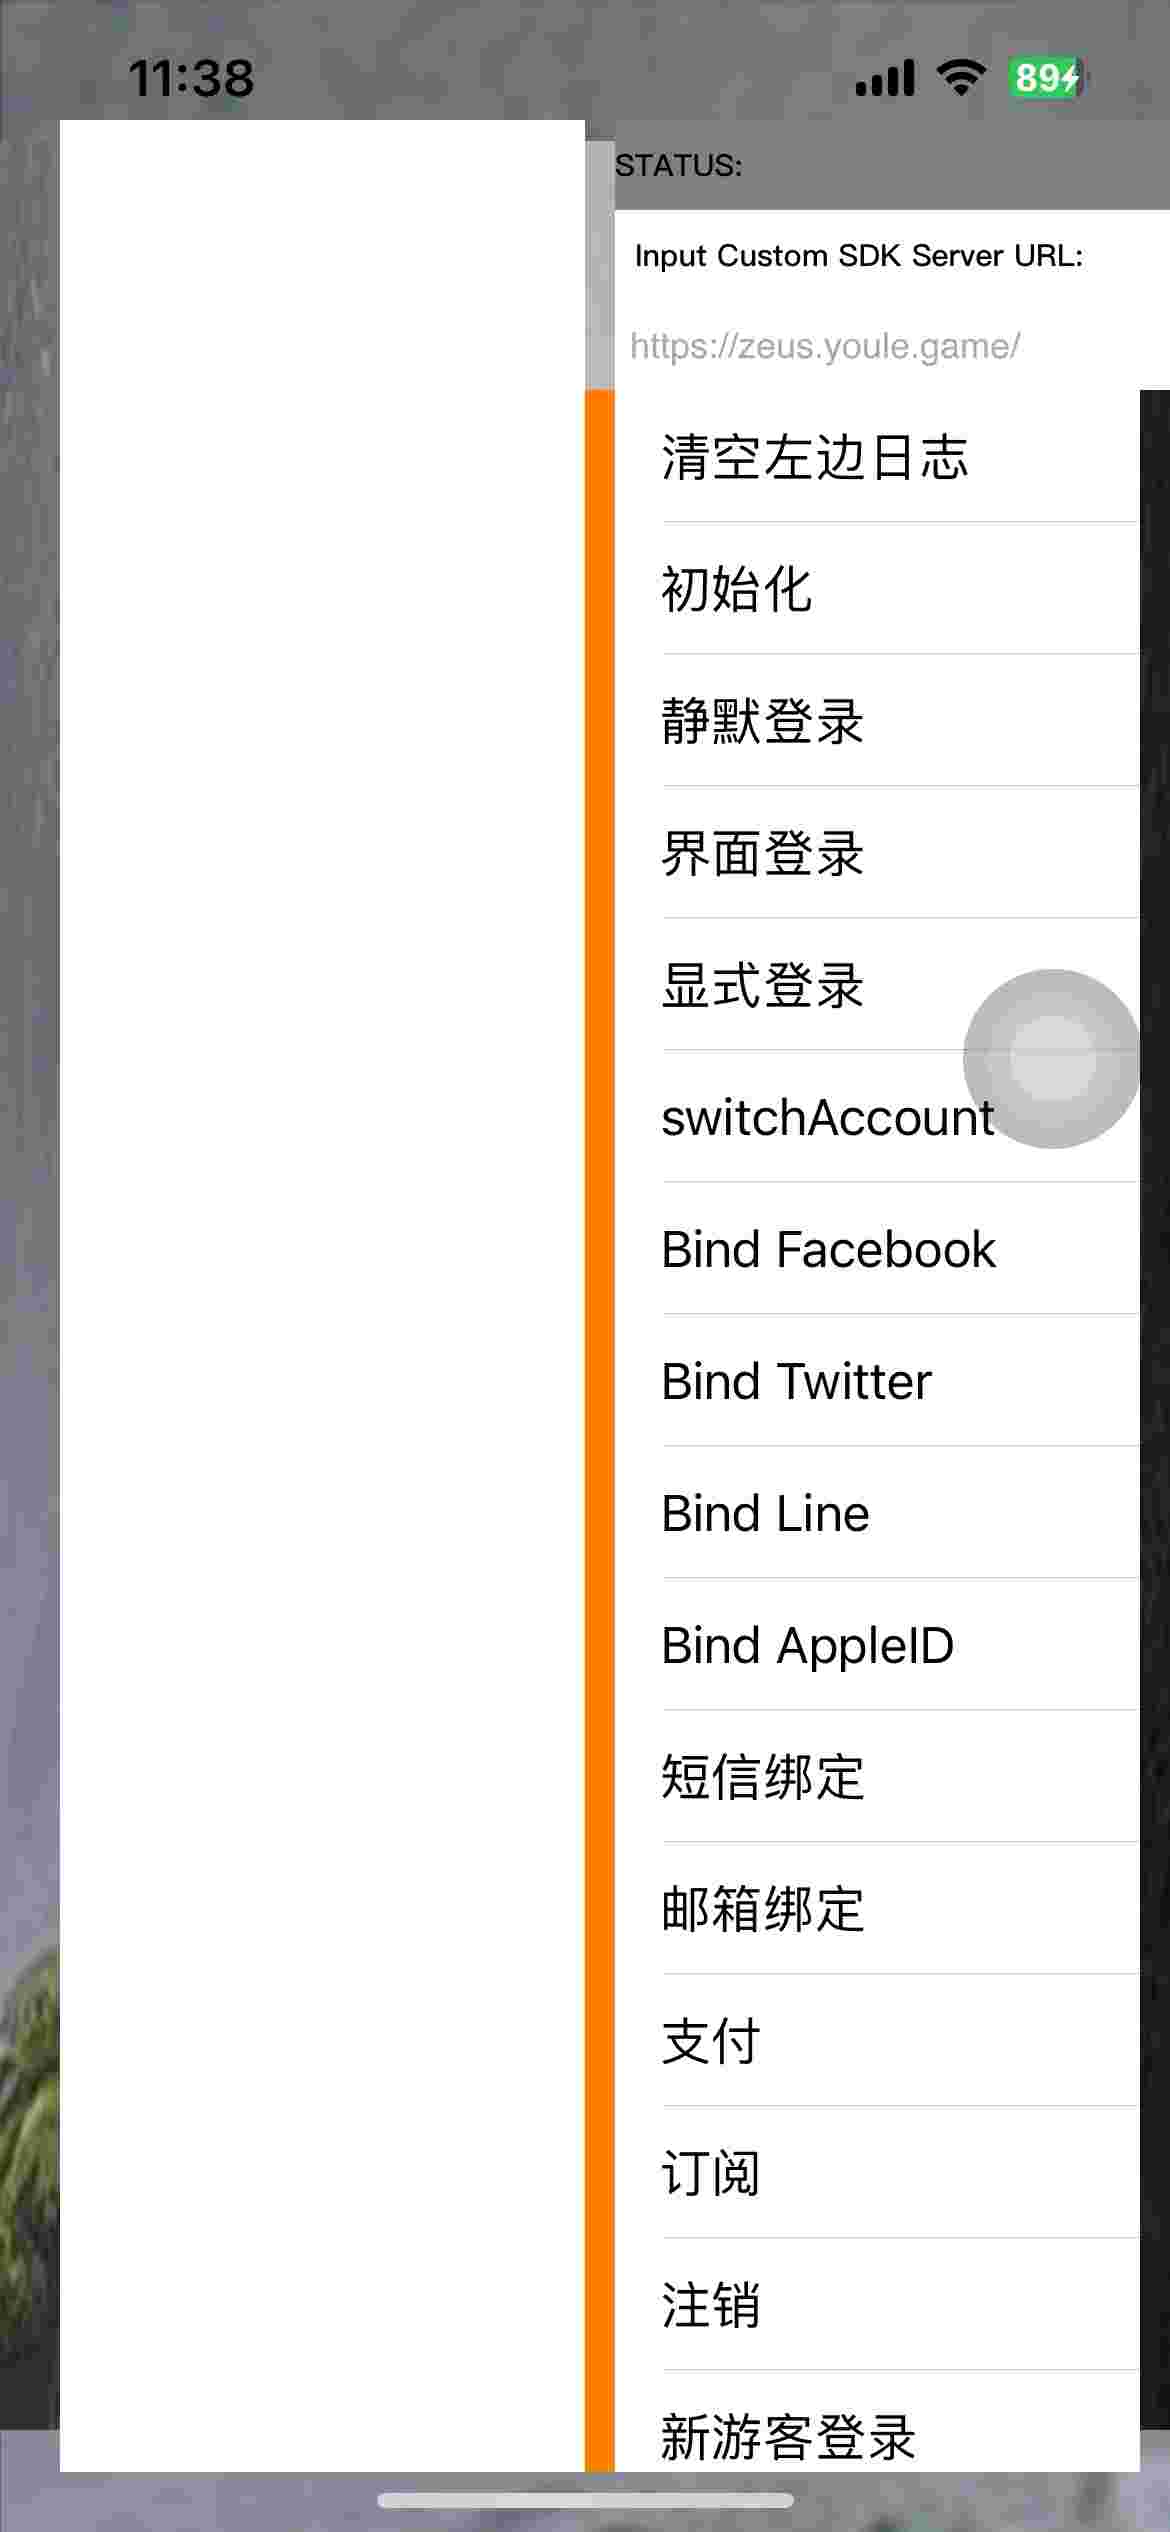 11:38
89
STATUS:
Input Custom SDK Server URL:
https://zeus.youle.game/
清空左边日志
初始化
静默登录
界面登录
显式登录
switchAccount
Bind Facebook
Bind Twitter
Bind Line
Bind AppleID
短信绑定
邮箱绑定
支付
订阅
注销
新游客登录